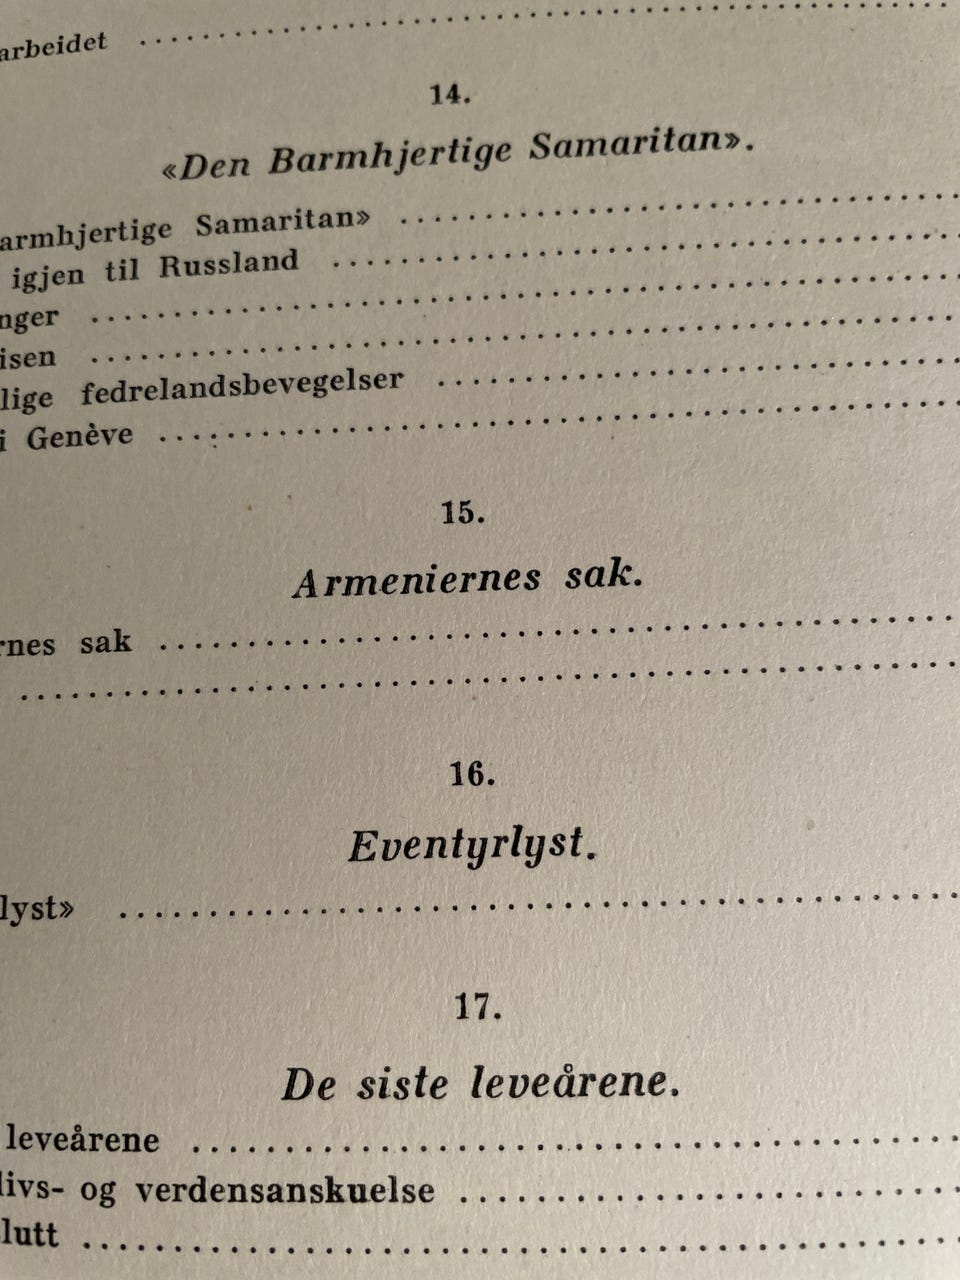 arbeidet ........................................
14.
«Den Barmhjertige Samaritan».
armhjertige Samaritan» ........................................
igjen til Russland ........................................
nger ........................................
isen ........................................
lige fedrelandsbevegelser ........................................
i Genève ........................................
15.
Armeniernes sak.
rnes sak ........................................
........................................
16.
Eventyrlyst.
lyst» ........................................
17.
De siste leveårene.
leveårene ........................................
livs- og verdensanskuelse ........................................
lutt ........................................